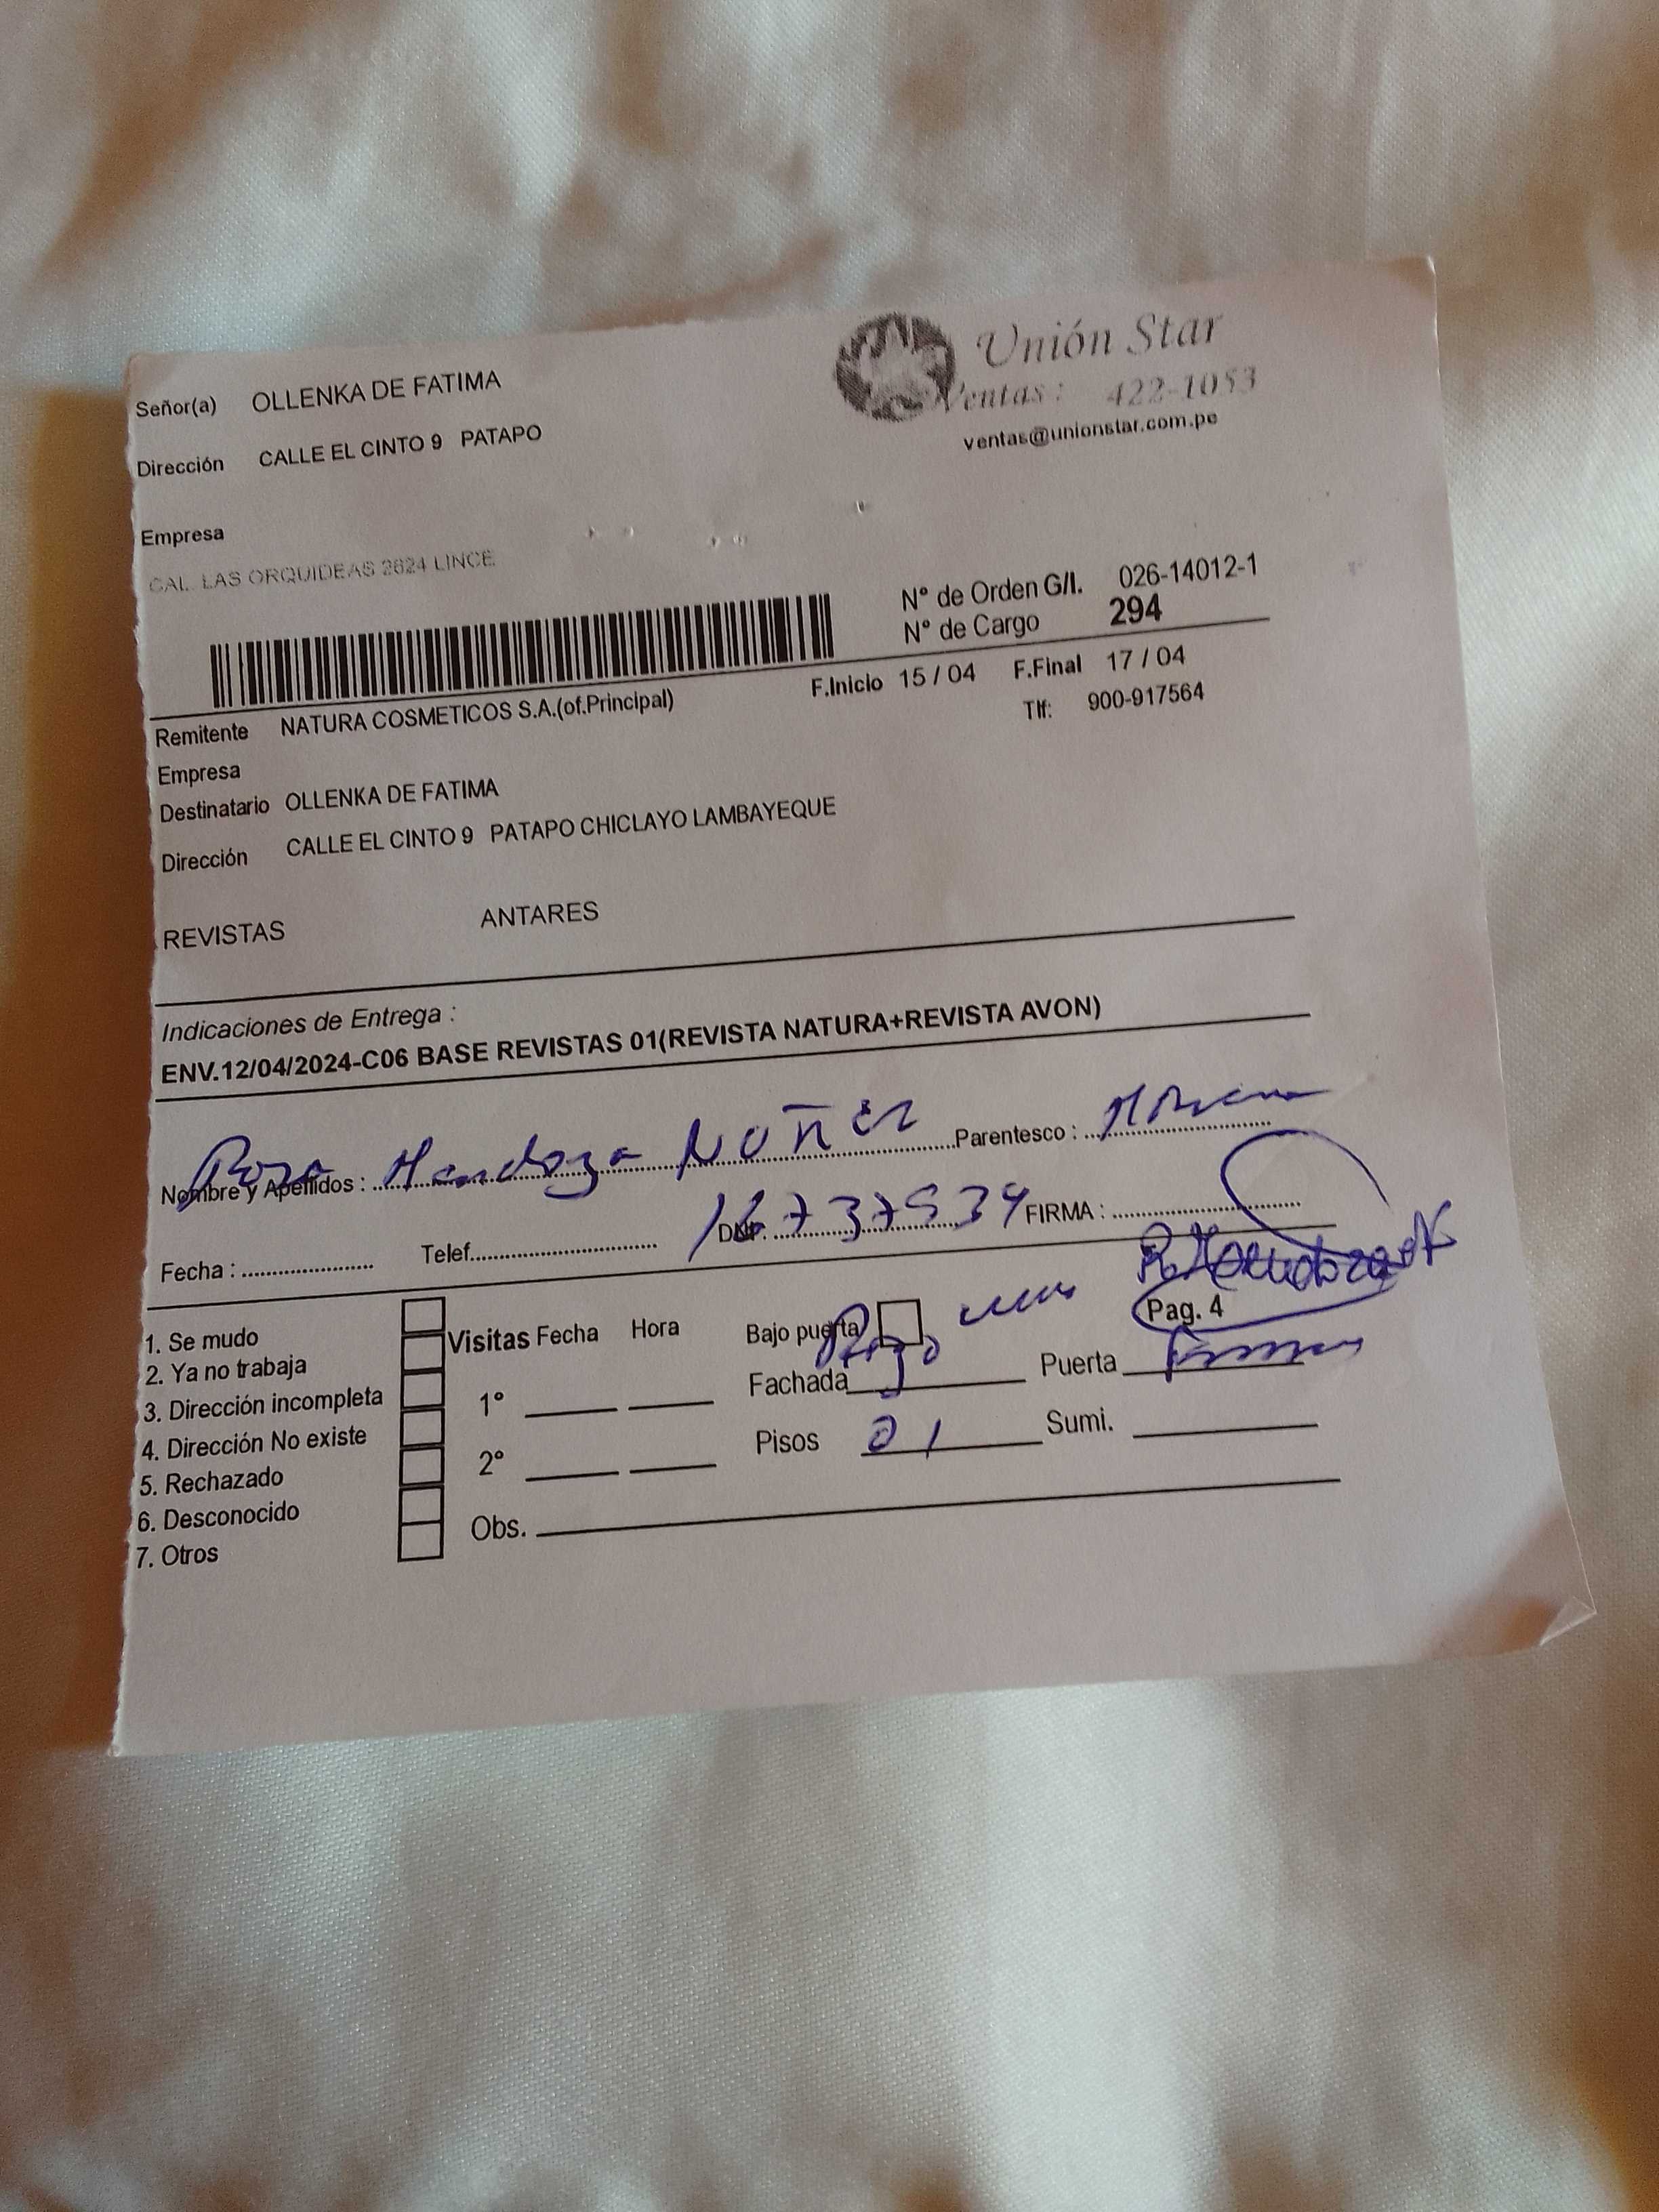 Unión Star
Ventas: 422-1053
ventas@unionstar.com.pe
Señor(a) OLLENKA DE FATIMA
Dirección CALLE EL CINTO 9 PATAPO
Empresa
CAL. LAS ORQUIDEAS 2624 LINCE
N° de Orden G/I. 026-14012-1
N° de Cargo 294
F.Inicio 15 / 04 F.Final 17 / 04
Remitente NATURA COSMETICOS S.A.(of.Principal) Tlf: 900-917564
Empresa
Destinatario OLLENKA DE FATIMA
Dirección CALLE EL CINTO 9 PATAPO CHICLAYO LAMBAYEQUE
REVISTAS ANTARES
Indicaciones de Entrega :
ENV.12/04/2024-C06 BASE REVISTAS 01(REVISTA NATURA+REVISTA AVON)
Nombre y Apellidos : Rosa Mendoza NUÑEZ Parentesco :
Fecha : Telef. DNI: FIRMA :
R. Mendoza N
Pag. 4
1. Se mudo
2. Ya no trabaja
3. Dirección incompleta
4. Dirección No existe
5. Rechazado
6. Desconocido
7. Otros
Visitas Fecha Hora
1°
2°
Obs.
Bajo puerta
Fachada Puerta
Pisos 01 Sumi.